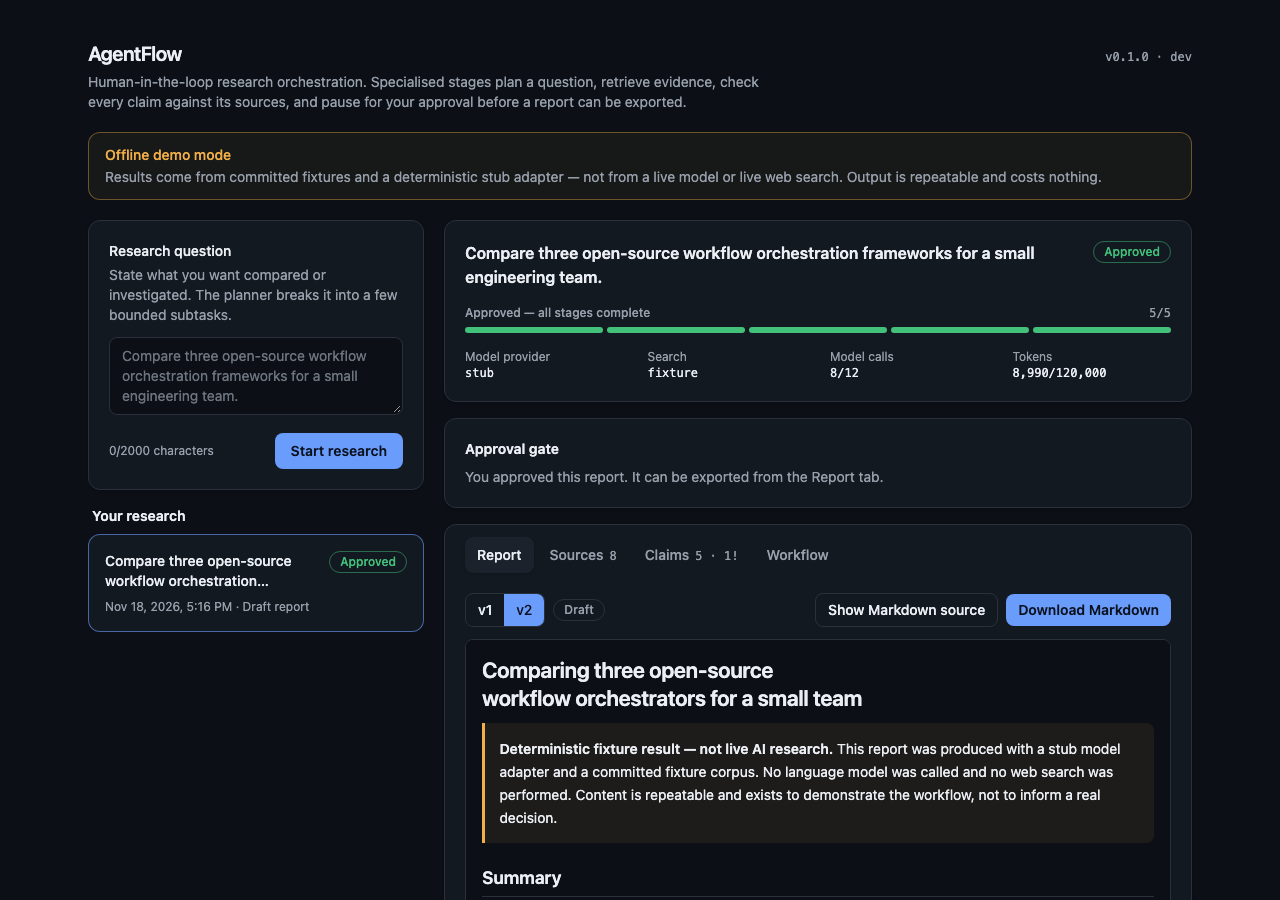 AgentFlow
v0.1.0 · dev
Human-in-the-loop research orchestration. Specialised stages plan a question, retrieve evidence, check
every claim against its sources, and pause for your approval before a report can be exported.
Offline demo mode
Results come from committed fixtures and a deterministic stub adapter — not from a live model or live web search. Output is repeatable and costs nothing.
Research question
State what you want compared or
investigated. The planner breaks it into a few
bounded subtasks.
Compare three open-source workflow
orchestration frameworks for a small
engineering team.
0/2000 characters
Start research
Your research
Compare three open-source
workflow orchestration...
Approved
Nov 18, 2026, 5:16 PM · Draft report
Compare three open-source workflow orchestration frameworks for a small
engineering team.
Approved
Approved — all stages complete
5/5
Model provider
stub
Search
fixture
Model calls
8/12
Tokens
8,990/120,000
Approval gate
You approved this report. It can be exported from the Report tab.
Report
Sources 8
Claims 5 · 1!
Workflow
v1
v2
Draft
Show Markdown source
Download Markdown
Comparing three open-source
workflow orchestrators for a small team
Deterministic fixture result — not live AI research. This report was produced with a stub model
adapter and a committed fixture corpus. No language model was called and no web search was
performed. Content is repeatable and exists to demonstrate the workflow, not to inform a real
decision.
Summary